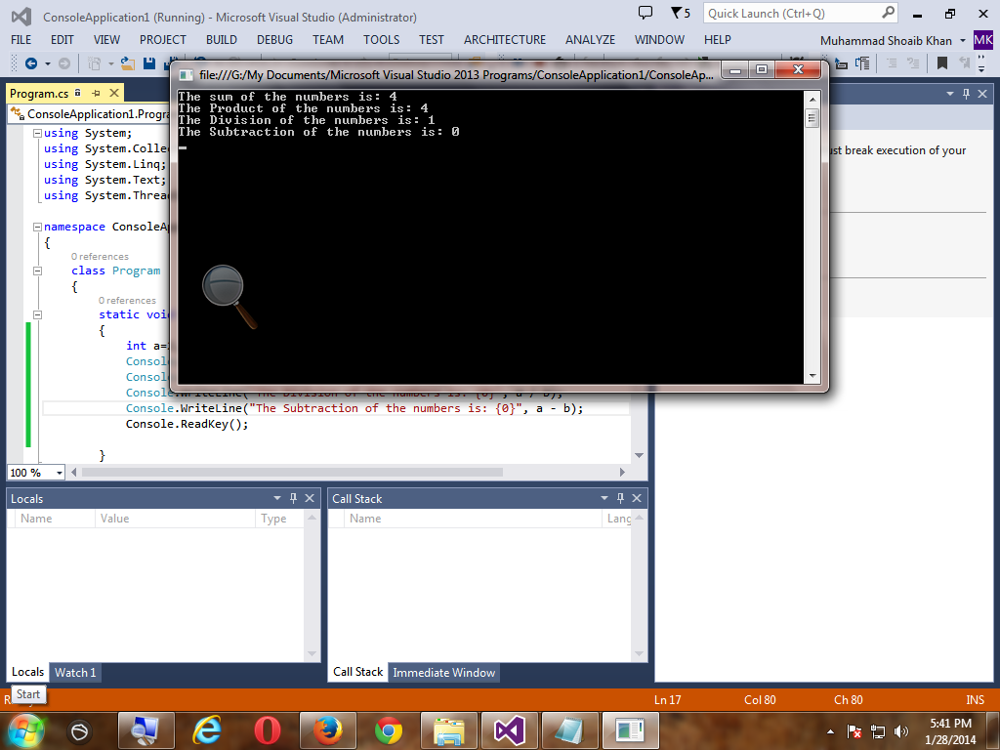 ConsoleApplication1 (Running) - Microsoft Visual Studio (Administrator)
5
Quick Launch (Ctrl+Q)
FILE EDIT VIEW PROJECT BUILD DEBUG TEAM TOOLS TEST ARCHITECTURE ANALYZE WINDOW HELP
Muhammad Shoaib Khan
MK
file:///G:/My Documents/Microsoft Visual Studio 2013 Programs/ConsoleApplication1/ConsoleAp...
The sum of the numbers is: 4
The Product of the numbers is: 4
The Division of the numbers is: 1
The Subtraction of the numbers is: 0
Program.cs
ConsoleApplication1.Progra
using System;
using System.Colle
using System.Linq;
using System.Text;
using System.Threa
namespace ConsoleAp
{
0 references
class Program
{
0 references
static void
{
int a=
Consol
Consol
Console.WriteLine("The Division of the numbers is: {0}", a / b);
Console.WriteLine("The Subtraction of the numbers is: {0}", a - b);
Console.ReadKey();
}
100 %
ust break execution of your
Locals
Name Value Type
Call Stack
Name Lang
Locals Watch 1
Call Stack Immediate Window
Start
Ln 17 Col 80 Ch 80 INS
5:41 PM
1/28/2014